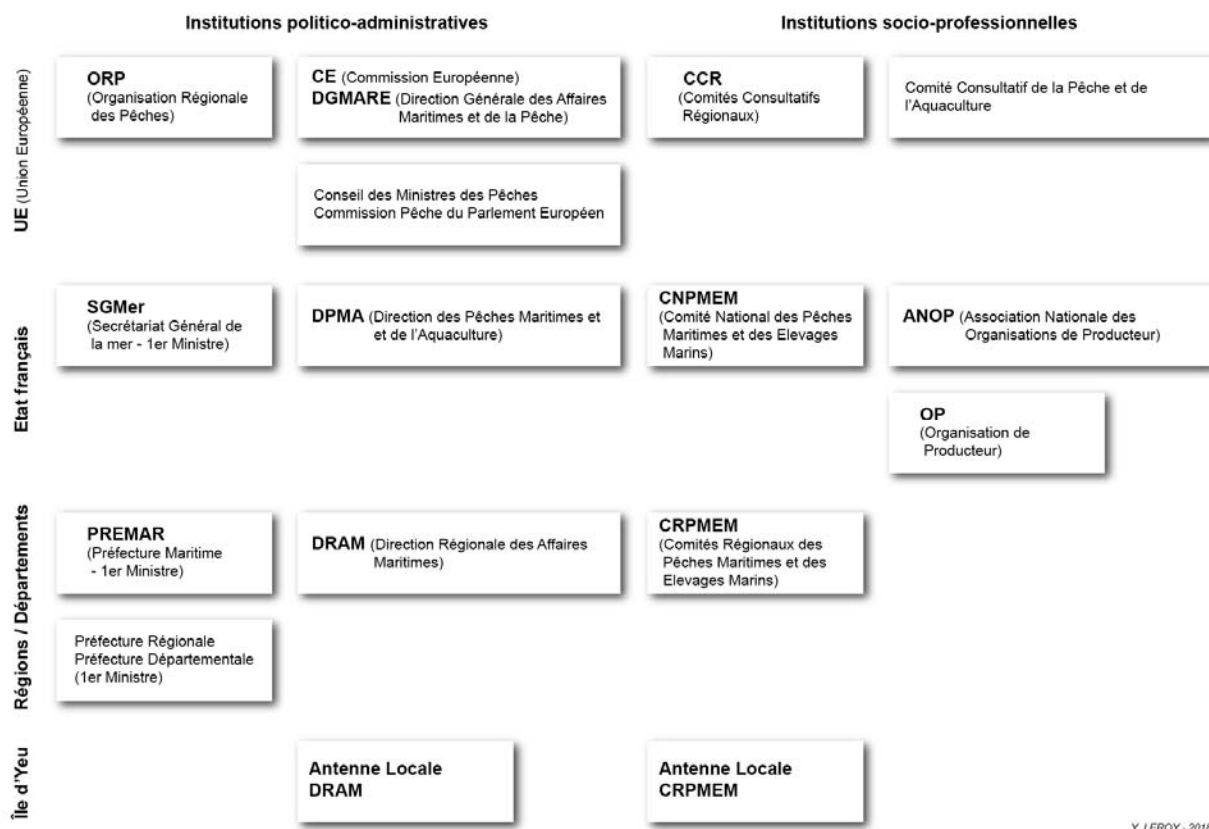 Institutions politico-administratives
Institutions socio-professionnelles
UE (Union Européenne)
ORP
(Organisation Régionale
des Pêches)
CE (Commission Européenne)
DGMARE (Direction Générale des Affaires
Maritimes et de la Pêche)
CCR
(Comités Consultatifs
Régionaux)
Comité Consultatif de la Pêche et de
l'Aquaculture
Conseil des Ministres des Pêches
Commission Pêche du Parlement Européen
Etat français
SGMer
(Secrétariat Général de
la mer - 1er Ministre)
DPMA (Direction des Pêches Maritimes et
et de l'Aquaculture)
CNPMEM
(Comité National des Pêches
Maritimes et des Elevages
Marins)
ANOP (Association Nationale des
Organisations de Producteur)
OP
(Organisation de
Producteur)
Régions / Départements
PREMAR
(Préfecture Maritime
- 1er Ministre)
DRAM (Direction Régionale des Affaires
Maritimes)
CRPMEM
(Comités Régionaux des
Pêches Maritimes et des
Elevages Marins)
Préfecture Régionale
Préfecture Départementale
(1er Ministre)
Île d'Yeu
Antenne Locale
DRAM
Antenne Locale
CRPMEM
Y. LEROY - 2018